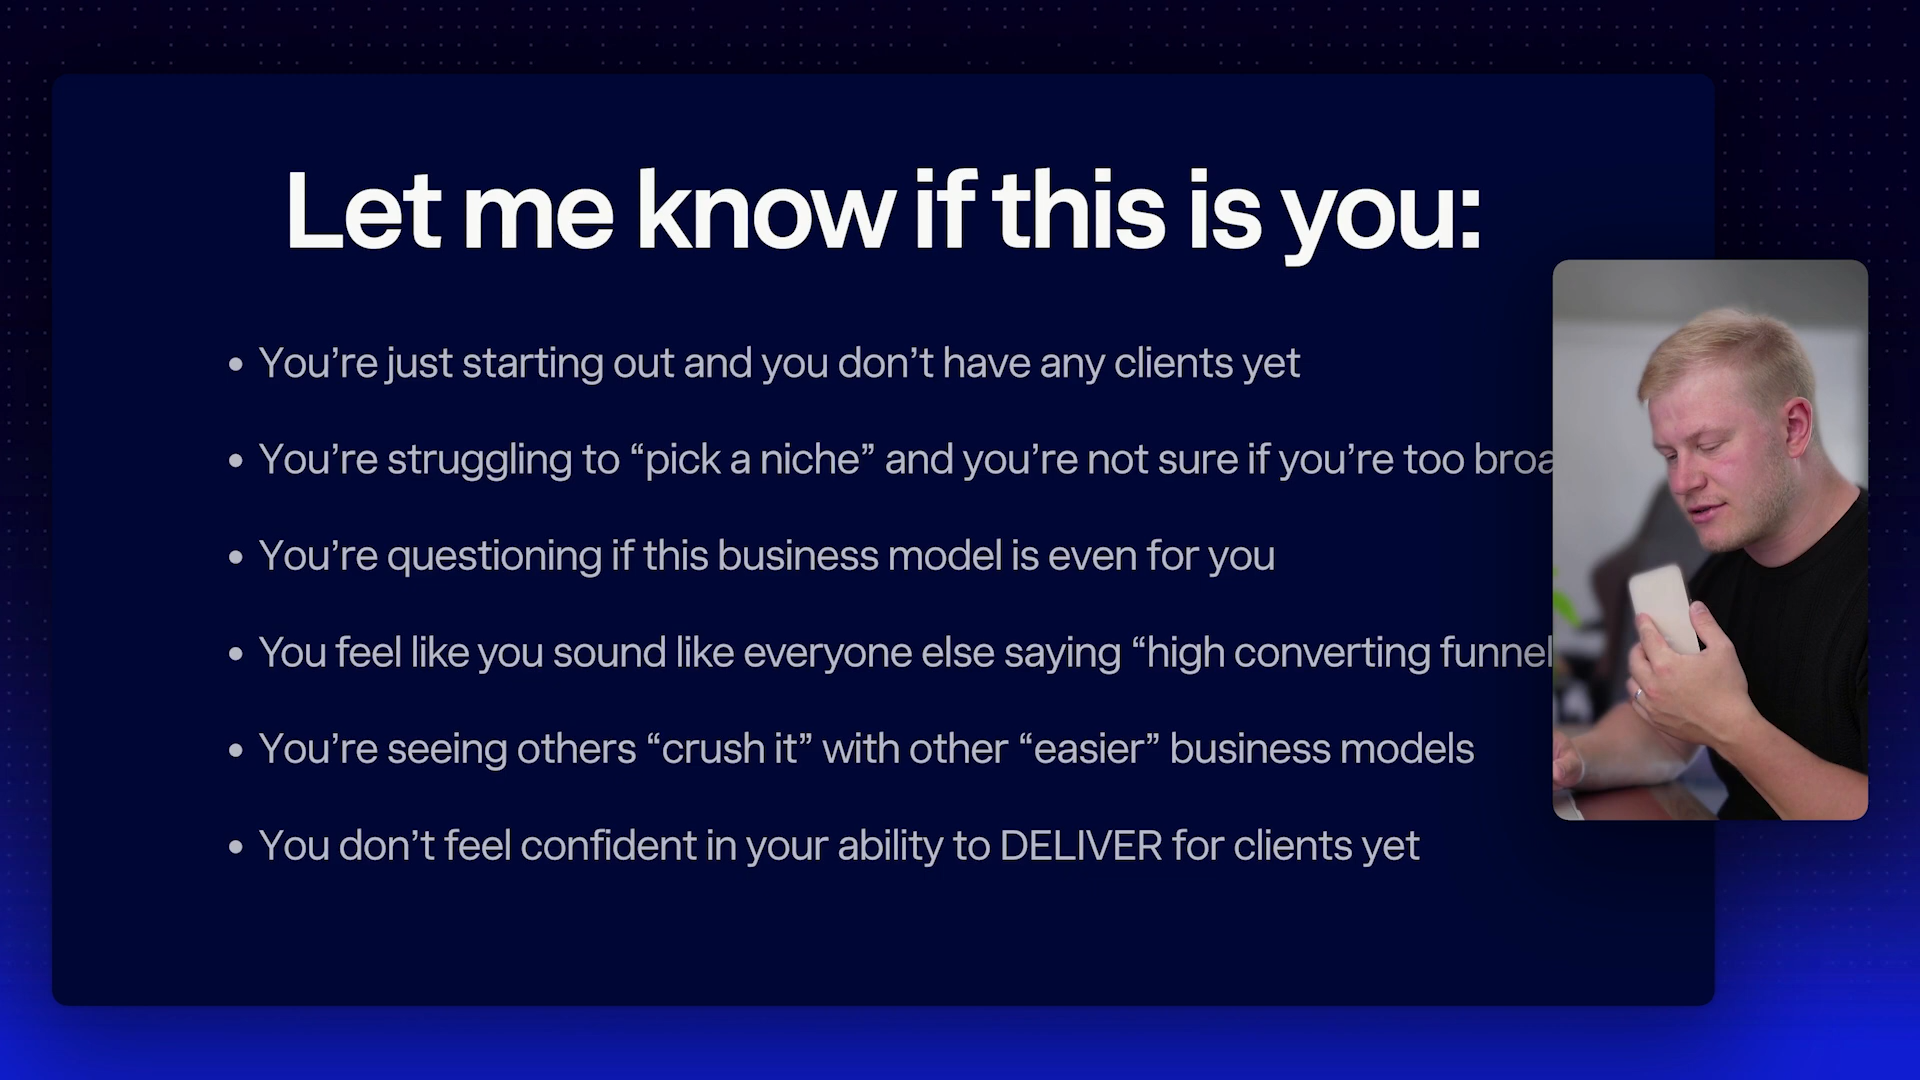 Let me know if this is you:
• You’re just starting out and you don’t have any clients yet
• You’re struggling to “pick a niche” and you’re not sure if you’re too
• You’re questioning if this business model is even for you
• You feel like you sound like everyone else saying “high converting funnel
• You’re seeing others “crush it” with other “easier” business models
• You don’t feel confident in your ability to DELIVER for clients yet